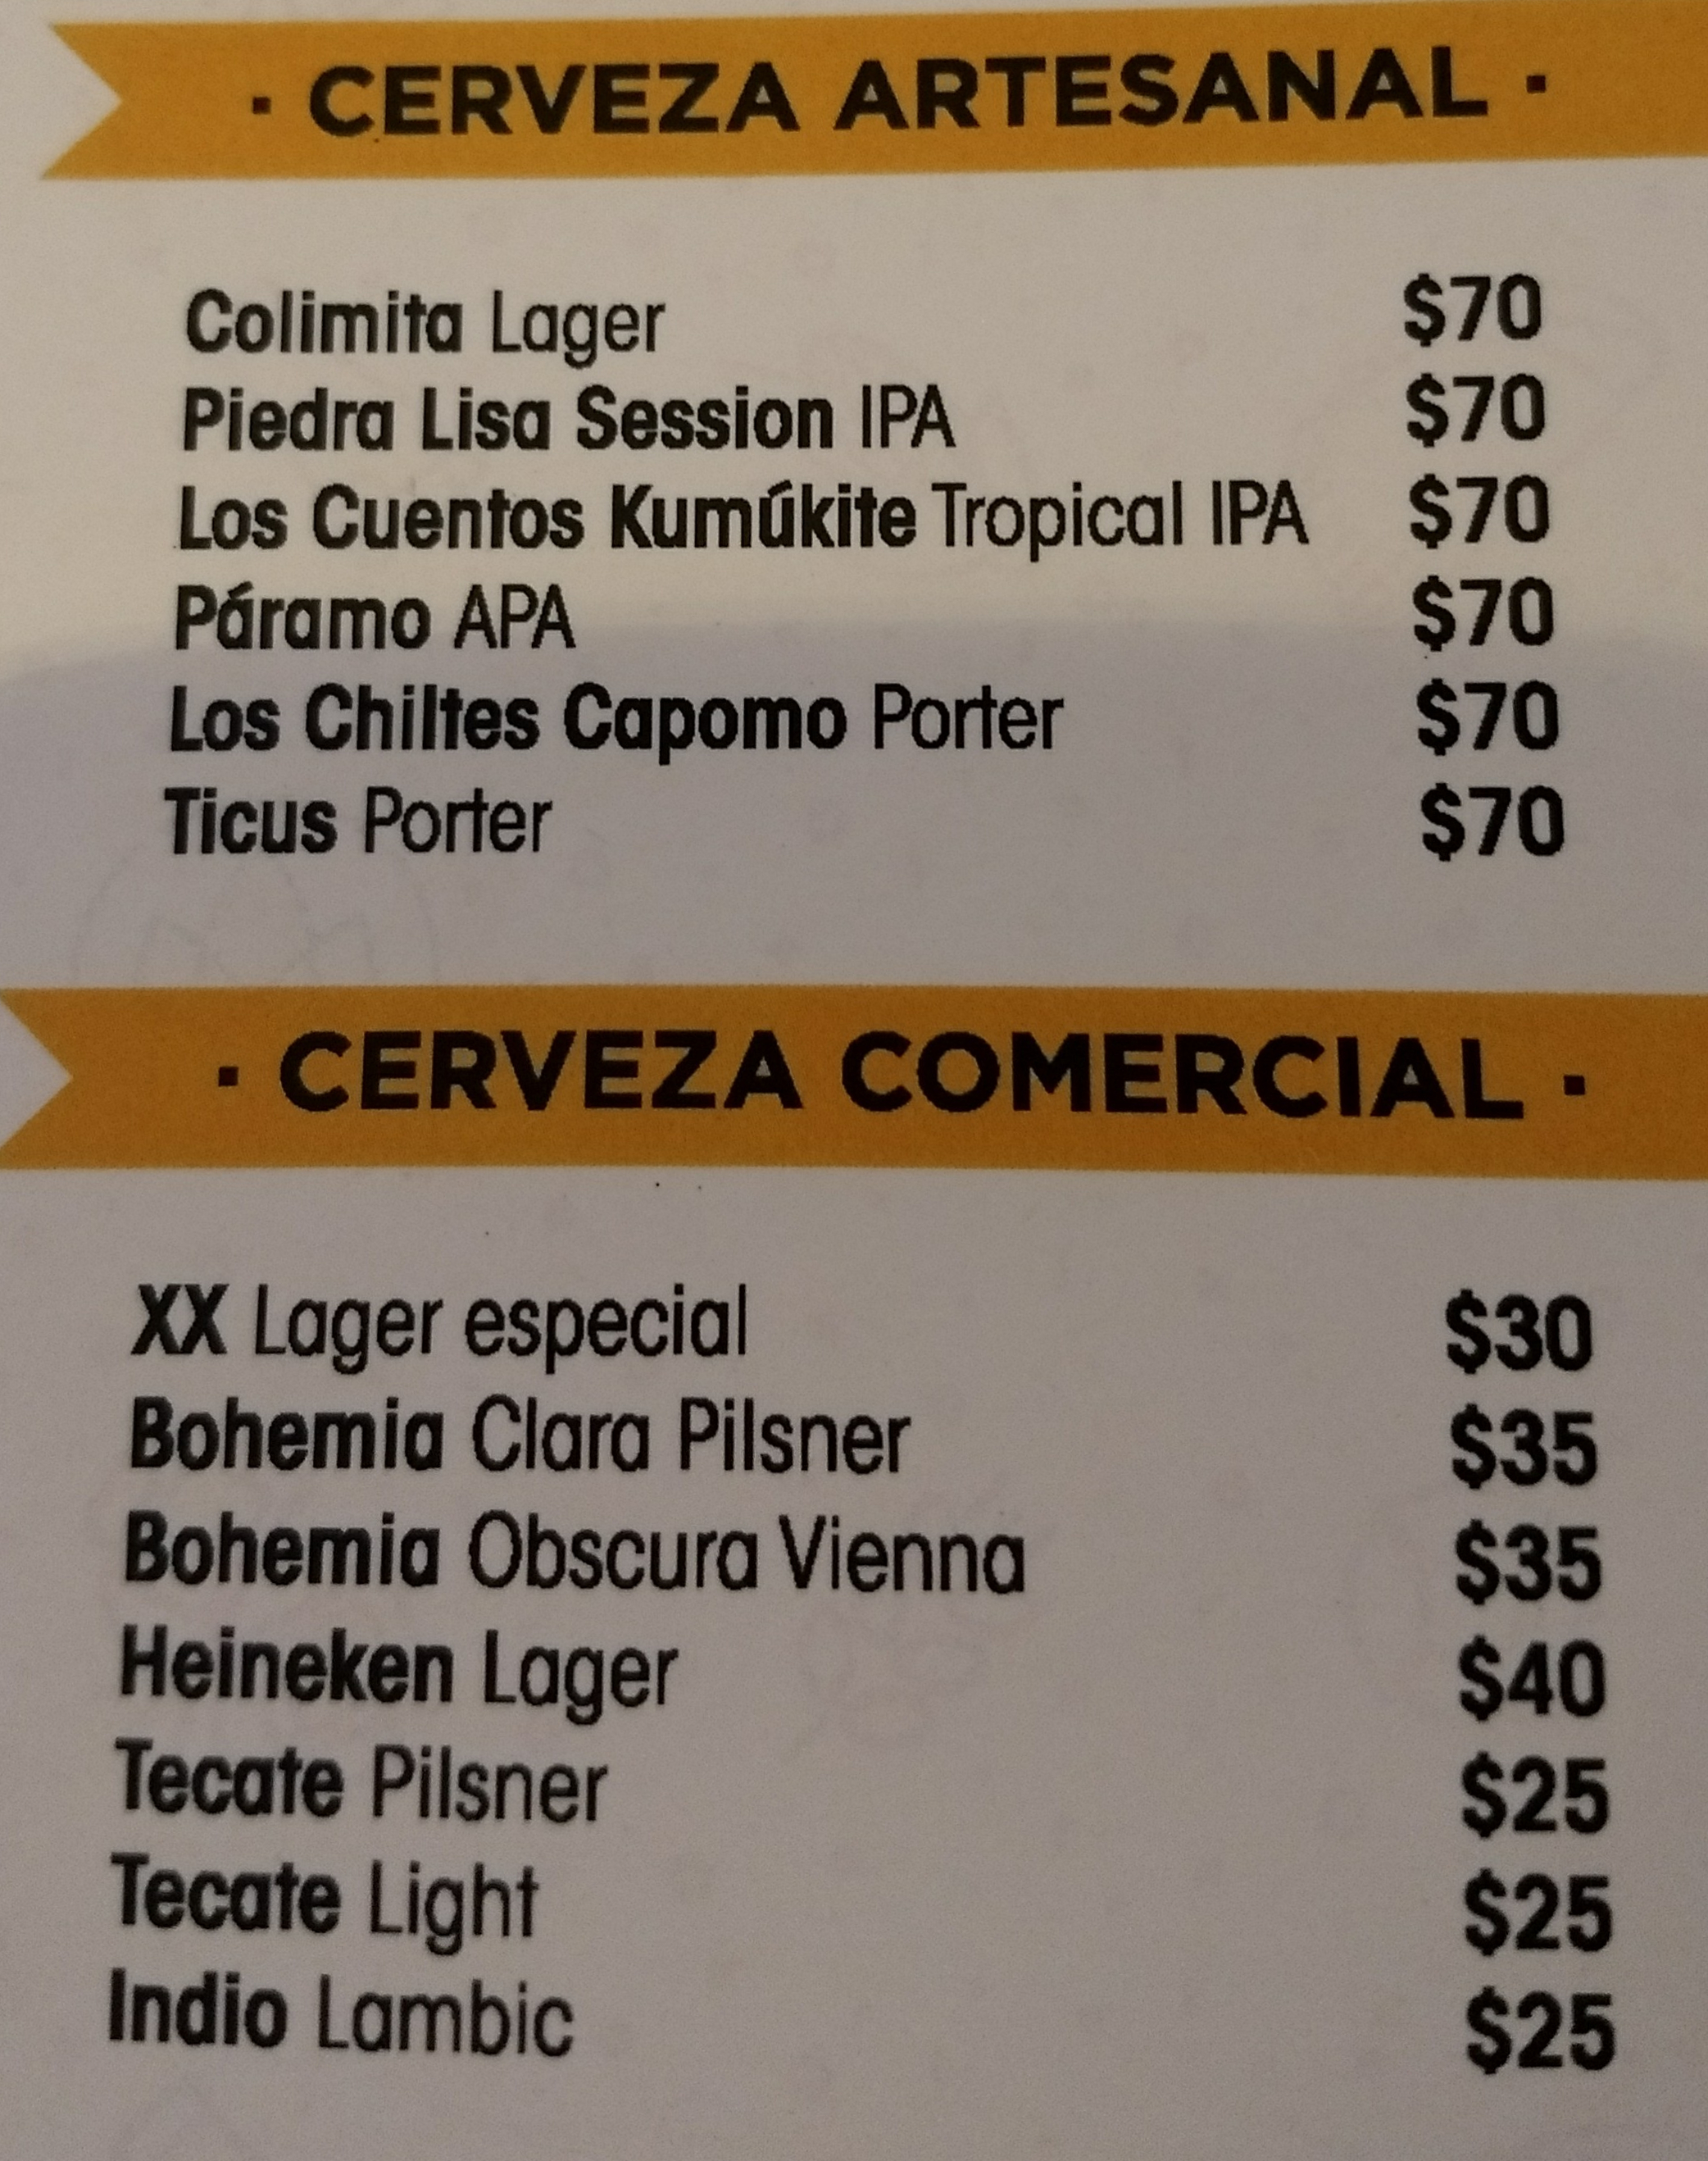 · CERVEZA ARTESANAL ·
Colimita Lager $70
Piedra Lisa Session IPA $70
Los Cuentos Kumúkite Tropical IPA $70
Páramo APA $70
Los Chiltes Capomo Porter $70
Ticus Porter $70
· CERVEZA COMERCIAL ·
XX Lager especial $30
Bohemia Clara Pilsner $35
Bohemia Obscura Vienna $35
Heineken Lager $40
Tecate Pilsner $25
Tecate Light $25
Indio Lambic $25